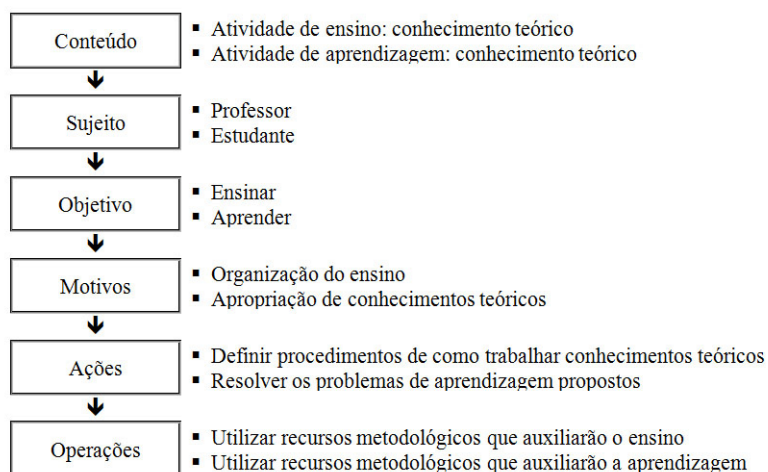 Conteúdo
▪ Atividade de ensino: conhecimento teórico
▪ Atividade de aprendizagem: conhecimento teórico
Sujeito
▪ Professor
▪ Estudante
Objetivo
▪ Ensinar
▪ Aprender
Motivos
▪ Organização do ensino
▪ Apropriação de conhecimentos teóricos
Ações
▪ Definir procedimentos de como trabalhar conhecimentos teóricos
▪ Resolver os problemas de aprendizagem propostos
Operações
▪ Utilizar recursos metodológicos que auxiliarão o ensino
▪ Utilizar recursos metodológicos que auxiliarão a aprendizagem